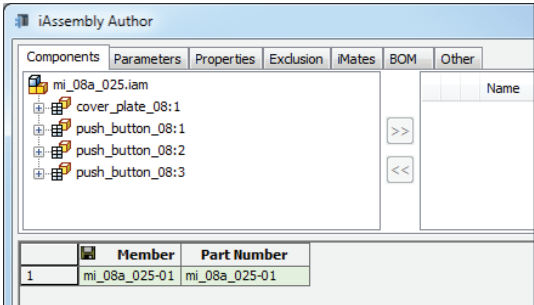 iAssembly Author
Components Parameters Properties Exclusion iMates BOM Other
mi_08a_025.iam
cover_plate_08:1
push_button_08:1
push_button_08:2
push_button_08:3
>>
<<
Name
Member Part Number
1 mi_08a_025-01 mi_08a_025-01